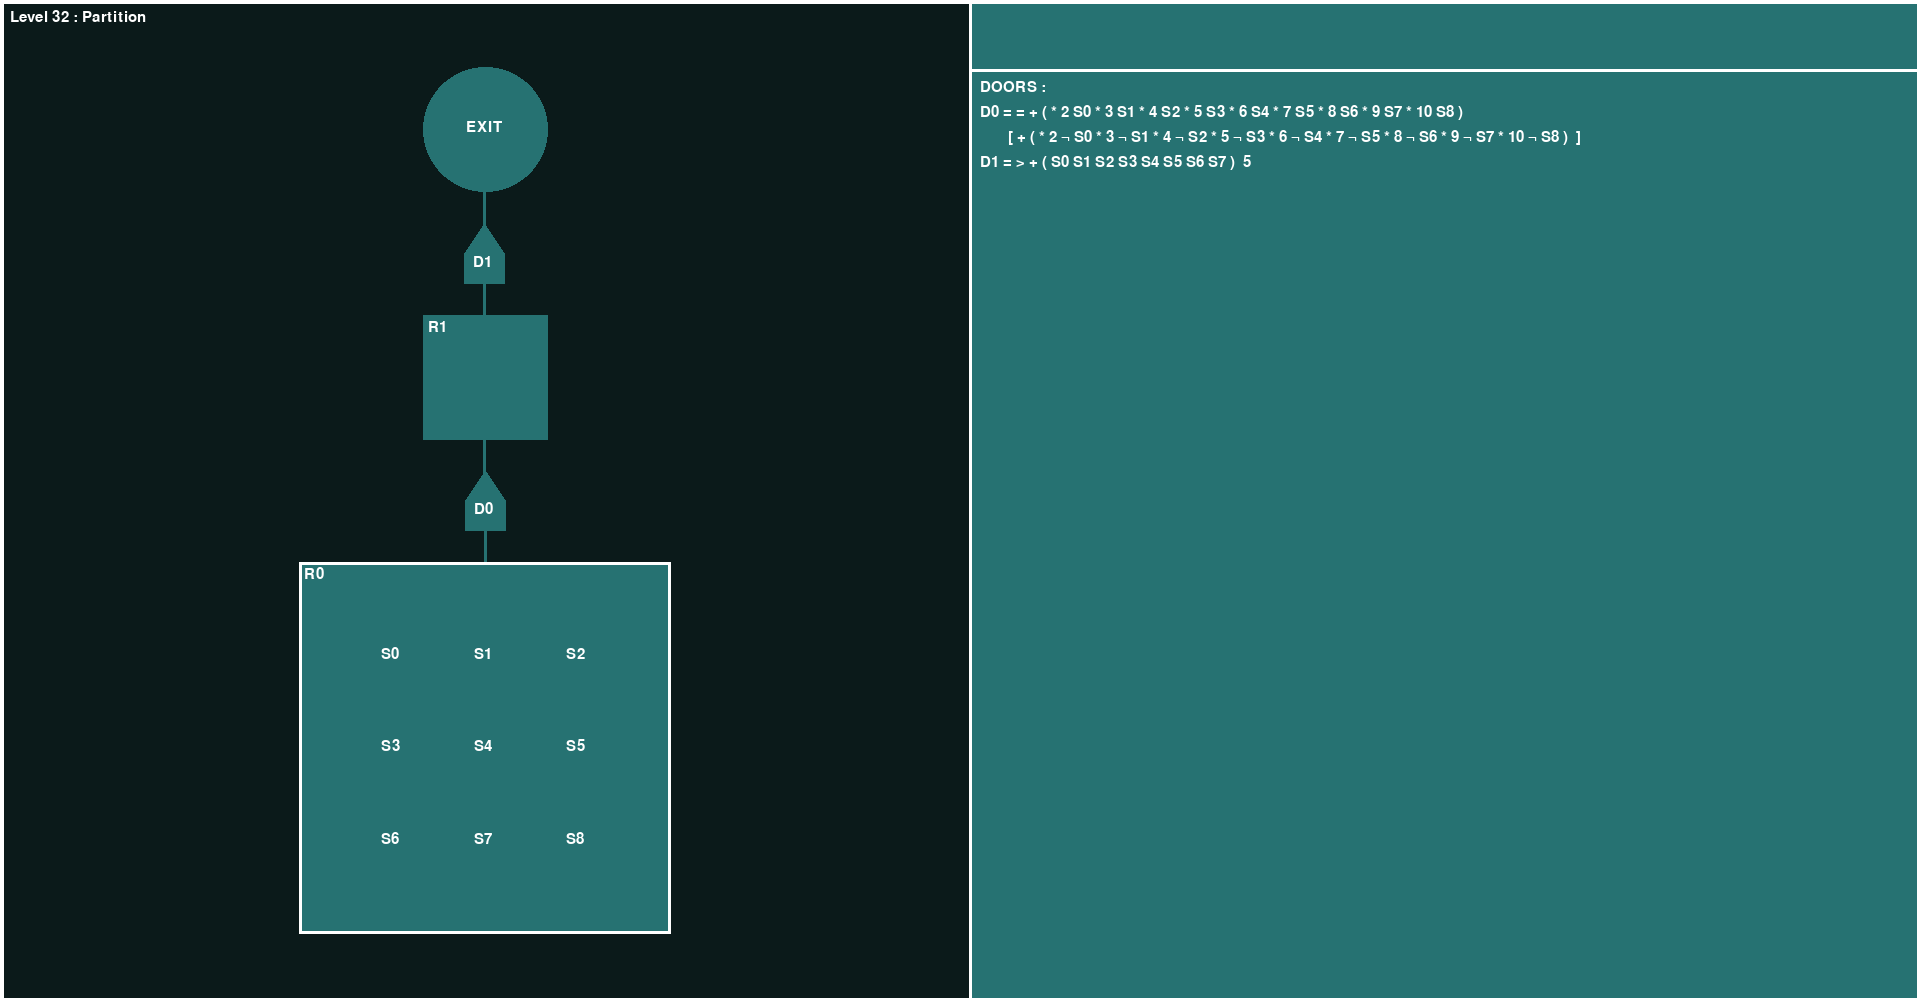 Level 32 : Partition
EXIT
D1
R1
D0
R0
S0 S1 S2
S3 S4 S5
S6 S7 S8
DOORS :
D0 = = + ( * 2 S0 * 3 S1 * 4 S2 * 5 S3 * 6 S4 * 7 S5 * 8 S6 * 9 S7 * 10 S8 )
[ + ( * 2 ¬ S0 * 3 ¬ S1 * 4 ¬ S2 * 5 ¬ S3 * 6 ¬ S4 * 7 ¬ S5 * 8 ¬ S6 * 9 ¬ S7 * 10 ¬ S8 ) ]
D1 = > + ( S0 S1 S2 S3 S4 S5 S6 S7 ) 5